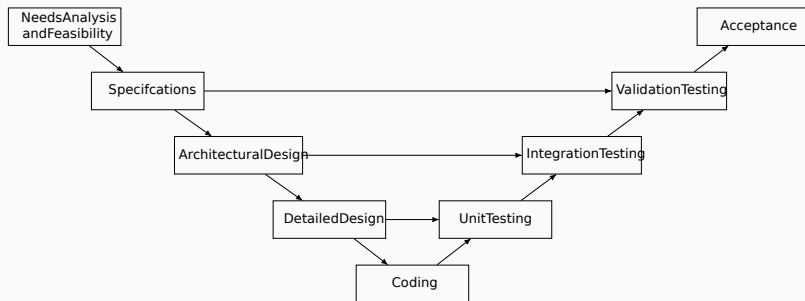 NeedsAnalysis
andFeasibility
Acceptance
Specifcations
ValidationTesting
ArchitecturalDesign
IntegrationTesting
DetailedDesign
UnitTesting
Coding